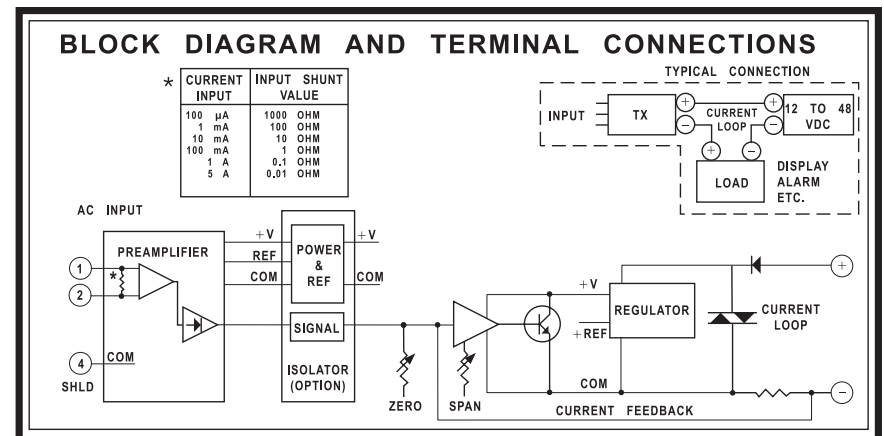 BLOCK DIAGRAM AND TERMINAL CONNECTIONS
TYPICAL CONNECTION
* CURRENT INPUT INPUT SHUNT VALUE
100 µA 1000 OHM
1 mA 100 OHM
10 mA 10 OHM
100 mA 1 OHM
1 A 0.1 OHM
5 A 0.01 OHM
INPUT
TX
+
−
CURRENT
LOOP
+
−
12 TO 48
VDC
+
−
LOAD
DISPLAY
ALARM
ETC.
AC INPUT
PREAMPLIFIER
1
*
2
4
COM
SHLD
+V
REF
COM
POWER
&
REF
+V
COM
SIGNAL
ISOLATOR
(OPTION)
ZERO
SPAN
+V
+REF
REGULATOR
COM
CURRENT FEEDBACK
+
CURRENT
LOOP
−